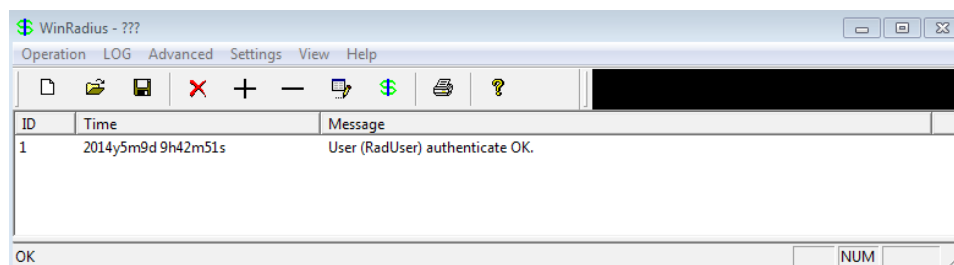 WinRadius - ???
Operation LOG Advanced Settings View Help
ID Time Message
1 2014y5m9d 9h42m51s User (RadUser) authenticate OK.
OK NUM